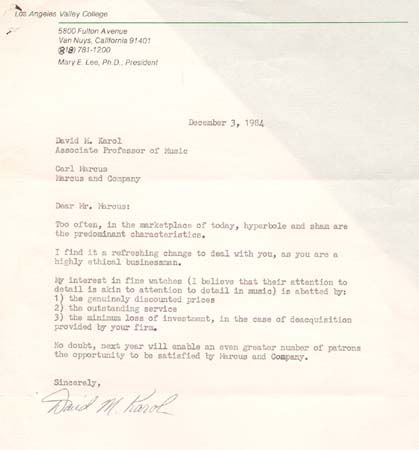 Los Angeles Valley College
5800 Fulton Avenue
Van Nuys, California 91401
(818) 781-1200
Mary E. Lee, Ph.D., President
December 3, 1984
David M. Karol
Associate Professor of Music
Carl Marcus
Marcus and Company
Dear Mr. Marcus:
Too often, in the marketplace of today, hyperbole and sham are
the predominant characteristics.
I find it a refreshing change to deal with you, as you are a
highly ethical businessman.
My interest in fine watches (I believe that their attention to
detail is akin to attention to detail in music) is abatted by:
1) the genuinely discounted prices
2) the outstanding service
3) the minimum loss of investment, in the case of deacquisition
provided by your firm.
No doubt, next year will enable an even greater number of patrons
the opportunity to be satisfied by Marcus and Company.
Sincerely,
David M. Karol